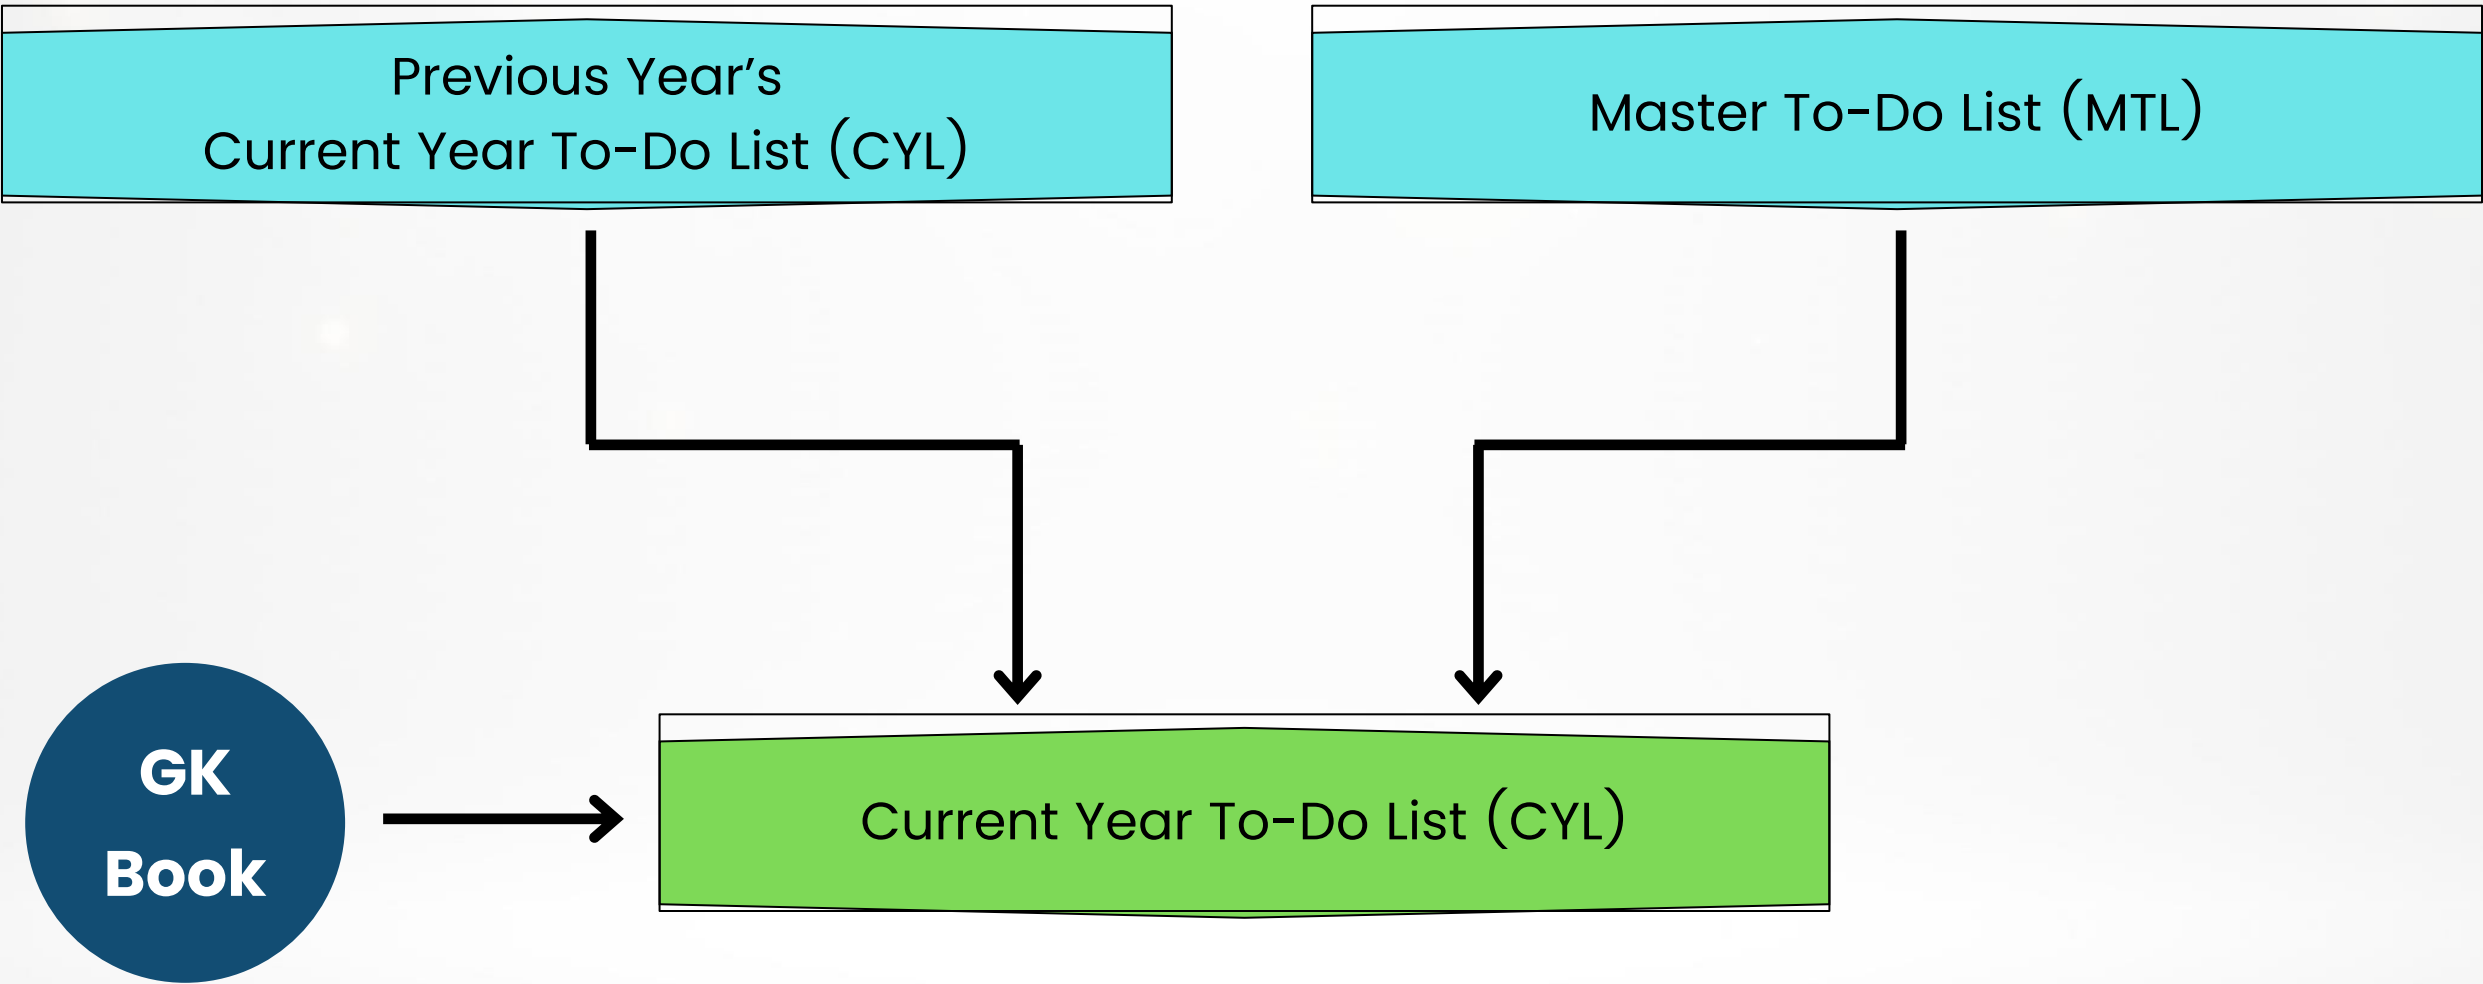 Previous Year’s
Current Year To-Do List (CYL)
Master To-Do List (MTL)
GK
Book
Current Year To-Do List (CYL)